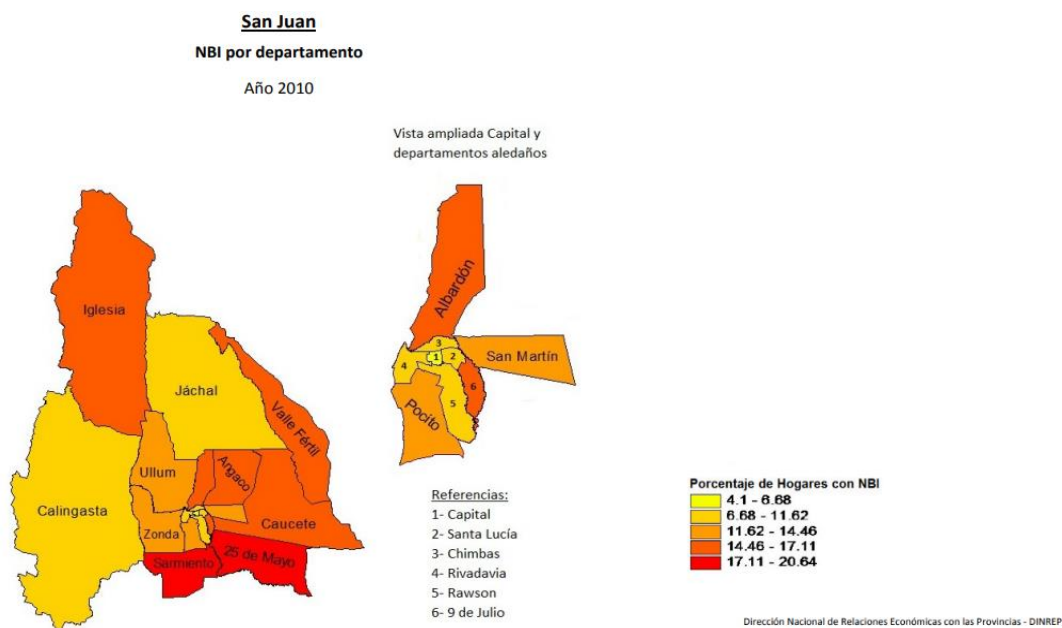 San Juan
NBI por departamento
Año 2010
Vista ampliada Capital y
departamentos aledaños
Iglesia
Jáchal
Valle Fértil
Ullum
Angaco
Calingasta
Zonda
Caucete
Sarmiento
25 de Mayo
Albardón
3
1
2
San Martín
4
6
5
Pocito
Referencias:
1- Capital
2- Santa Lucía
3- Chimbas
4- Rivadavia
5- Rawson
6- 9 de Julio
Porcentaje de Hogares con NBI
4.1 - 6.68
6.68 - 11.62
11.62 - 14.46
14.46 - 17.11
17.11 - 20.64
Dirección Nacional de Relaciones Económicas con las Provincias - DINREP